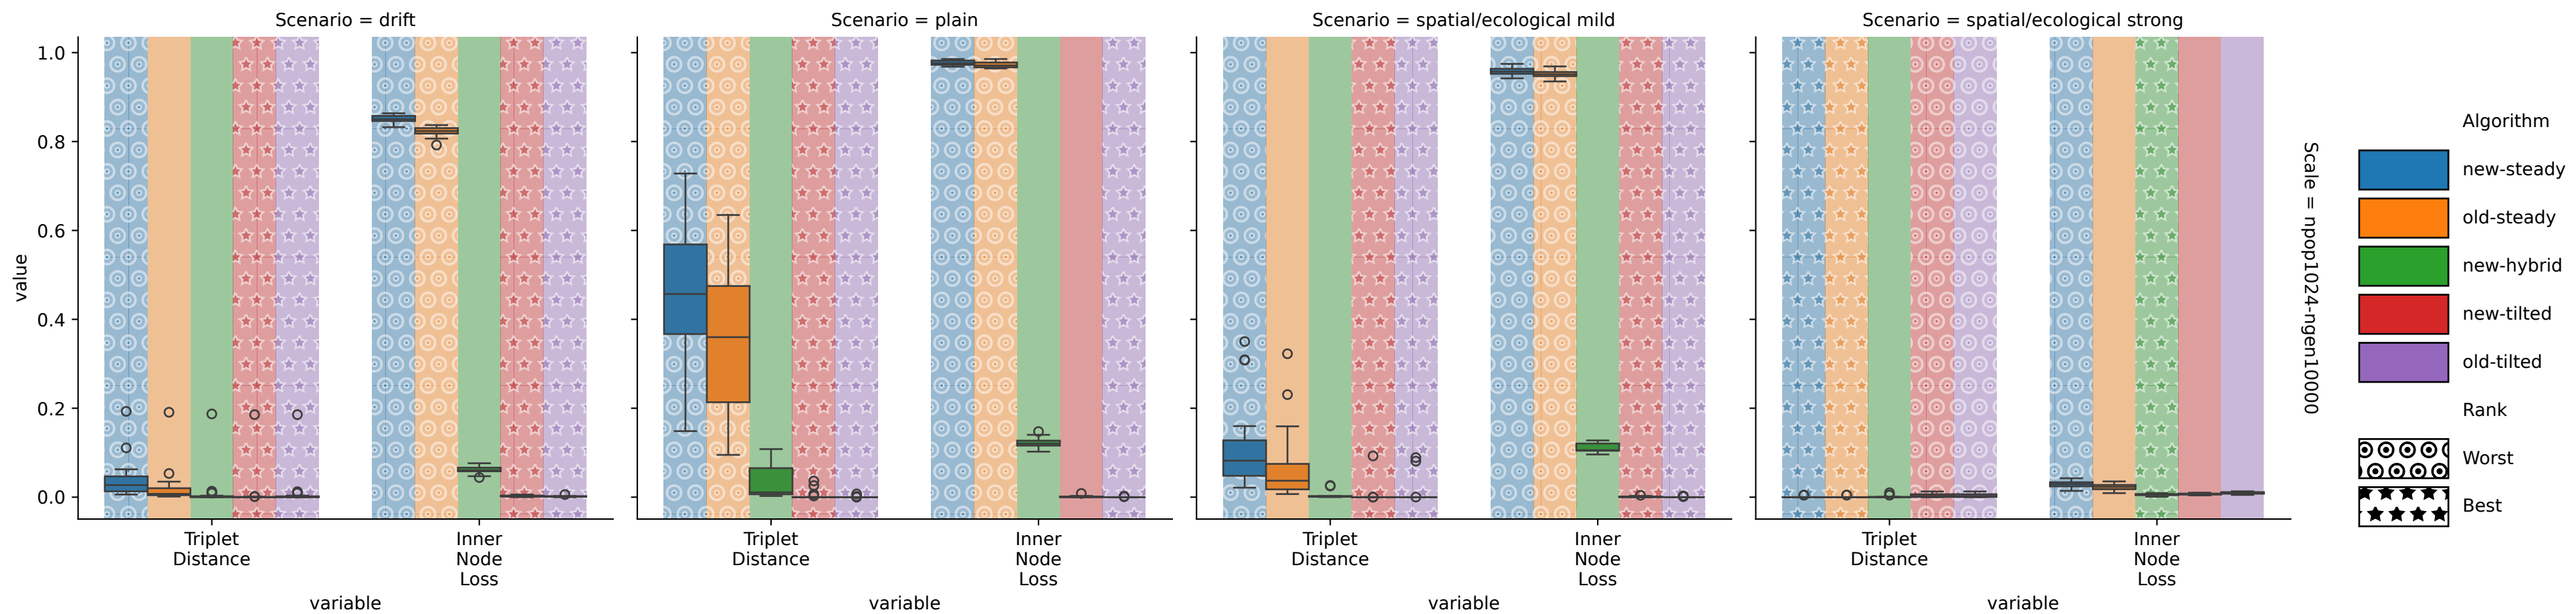 Scenario = drift
Scenario = plain
Scenario = spatial/ecological mild
Scenario = spatial/ecological strong
value
1.0
0.8
0.6
0.4
0.2
0.0
Triplet
Distance
Inner
Node
Loss
variable
Triplet
Distance
Inner
Node
Loss
variable
Triplet
Distance
Inner
Node
Loss
variable
Triplet
Distance
Inner
Node
Loss
variable
Scale = npop1024-ngen10000
Algorithm
new-steady
old-steady
new-hybrid
new-tilted
old-tilted
Rank
Worst
Best